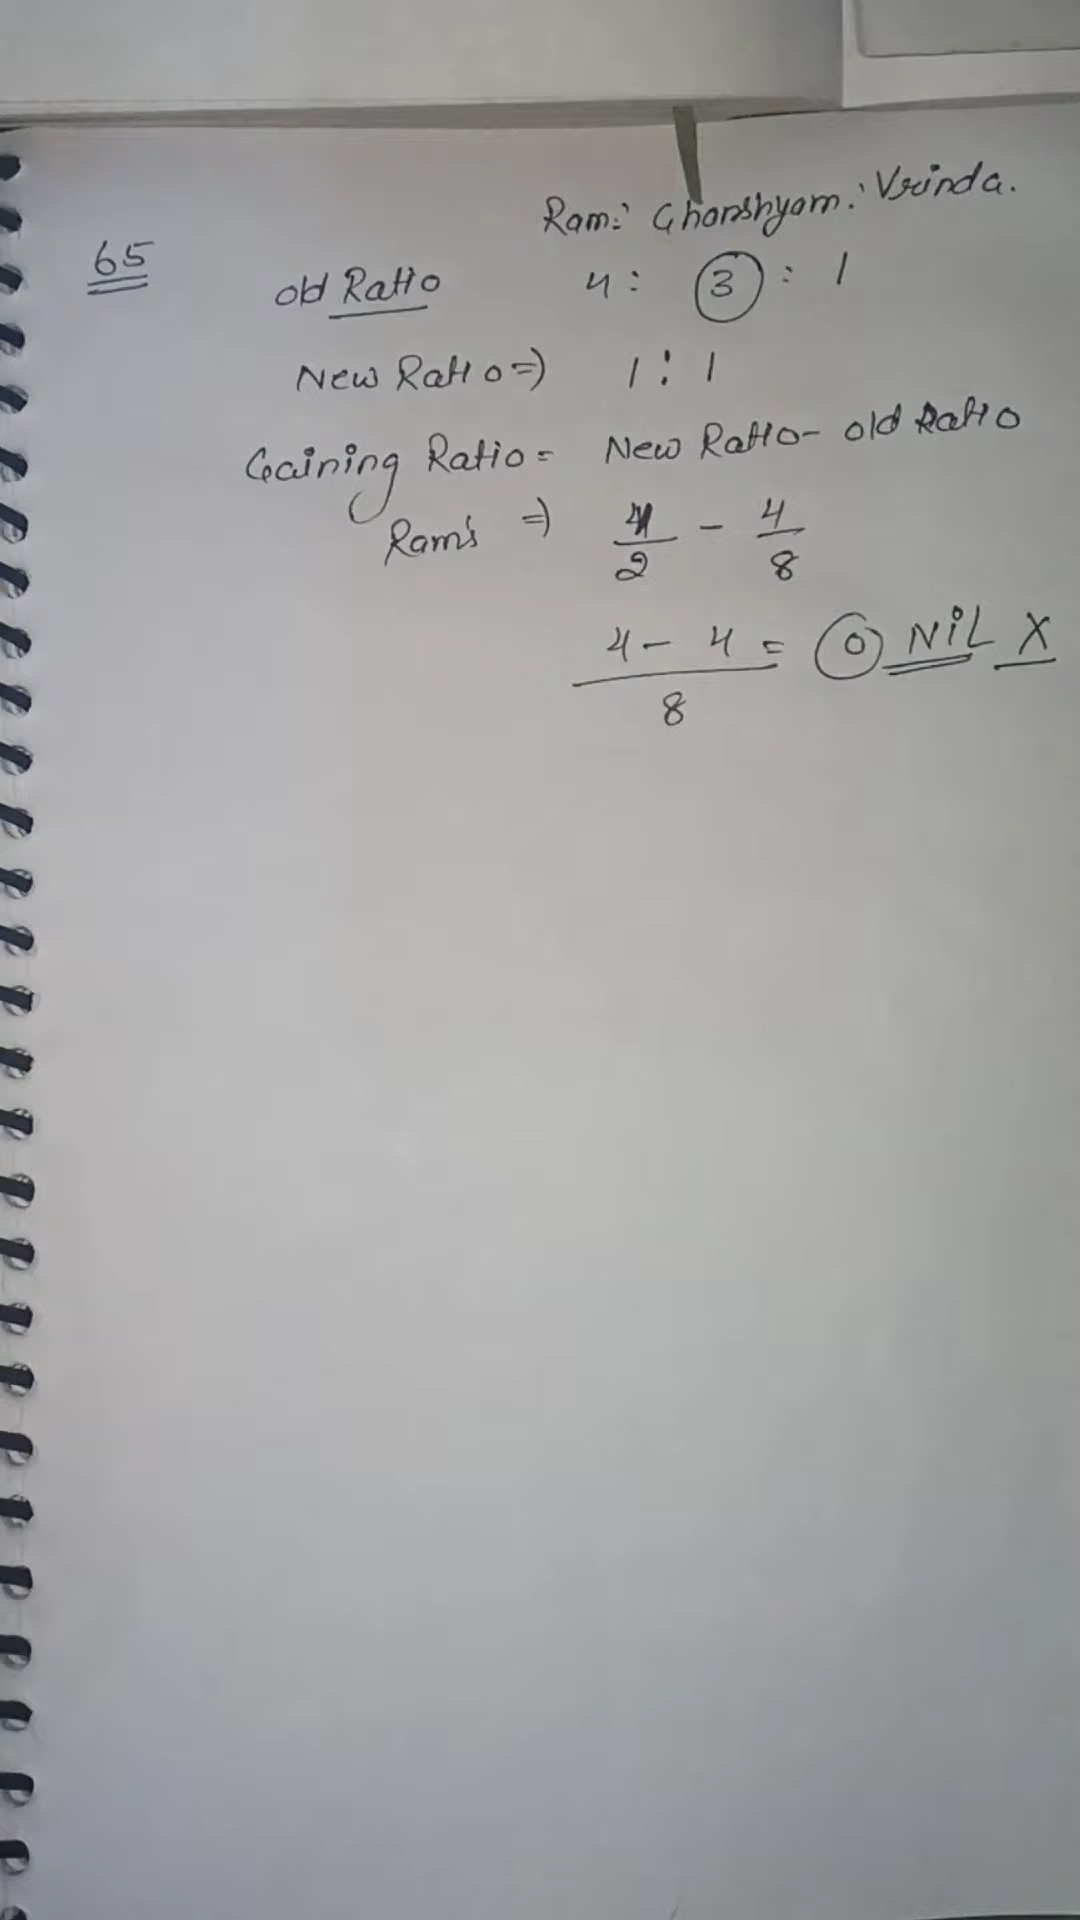 Ram: Ghanshyam: Vrinda.
65
old Ratio 4: 3 : 1
New Ratio => 1 : 1
Gaining Ratio = New Ratio - old Ratio
Ram's => 1/2 - 4/8
4 - 4 / 8 = 0 NIL X